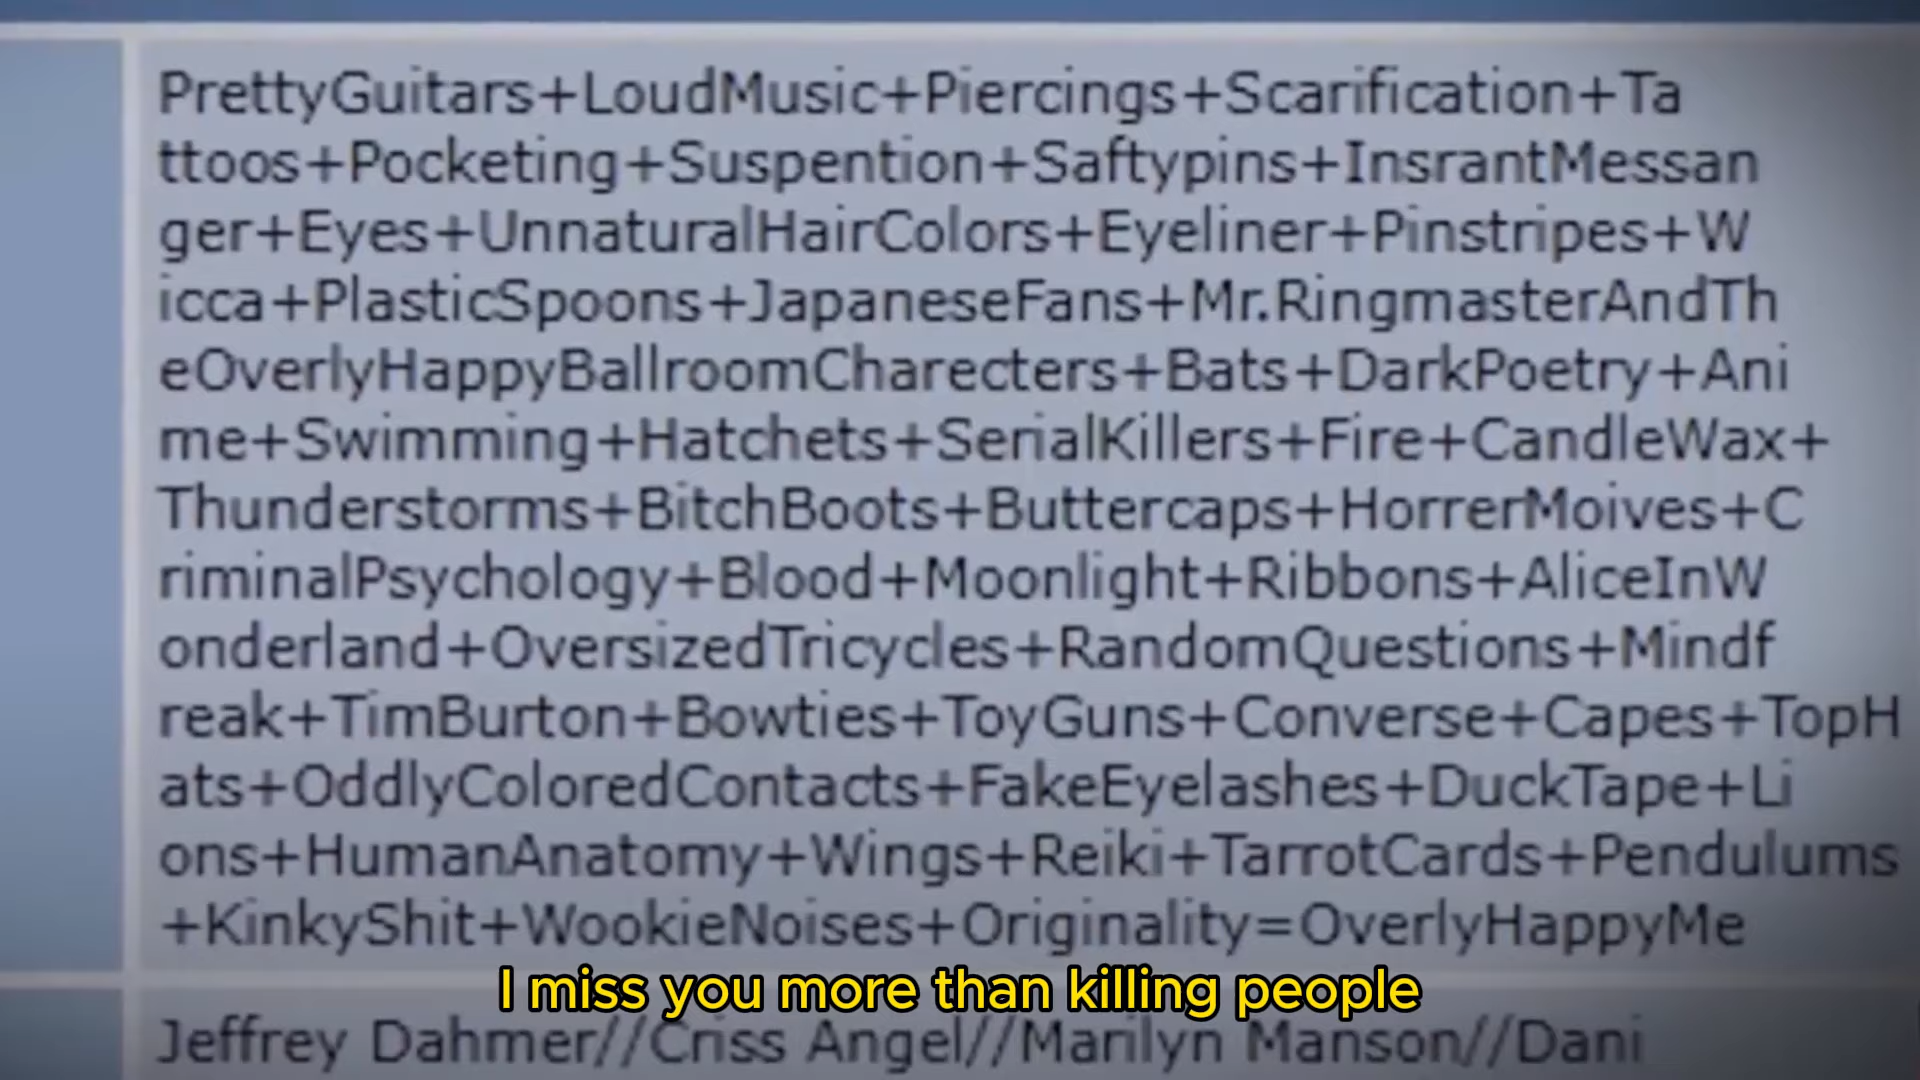 PrettyGuitars+LoudMusic+Piercings+Scarification+Ta
ttoos+Pocketing+Suspention+Saftypins+InsrantMessan
ger+Eyes+UnnaturalHairColors+Eyeliner+Pinstripes+W
icca+PlasticSpoons+JapaneseFans+Mr.RingmasterAndTh
eOverlyHappyBallroomCharecters+Bats+DarkPoetry+Ani
me+Swimming+Hatchets+SerialKillers+Fire+CandleWax+
Thunderstorms+BitchBoots+Buttercaps+HorrerMoives+C
riminalPsychology+Blood+Moonlight+Ribbons+AliceInW
onderland+OversizedTricycles+RandomQuestions+Mindf
reak+TimBurton+Bowties+ToyGuns+Converse+Capes+TopH
ats+OddlyColoredContacts+FakeEyelashes+DuckTape+Li
ons+HumanAnatomy+Wings+Reiki+TarrotCards+Pendulums
+KinkyShit+WookieNoises+Originality=OverlyHappyMe
I miss you more than killing people
Jeffrey Dahmer//Criss Angel//Marilyn Manson//Dani